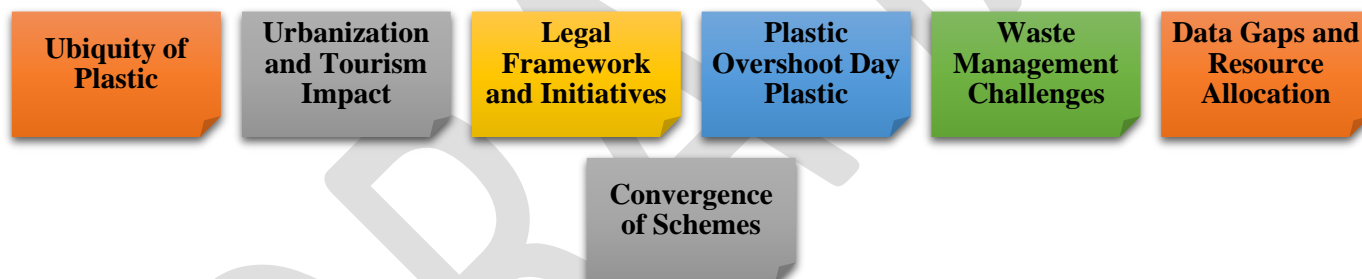 Ubiquity of
Plastic
Urbanization
and Tourism
Impact
Legal
Framework
and Initiatives
Plastic
Overshoot Day
Plastic
Waste
Management
Challenges
Data Gaps and
Resource
Allocation
Convergence
of Schemes